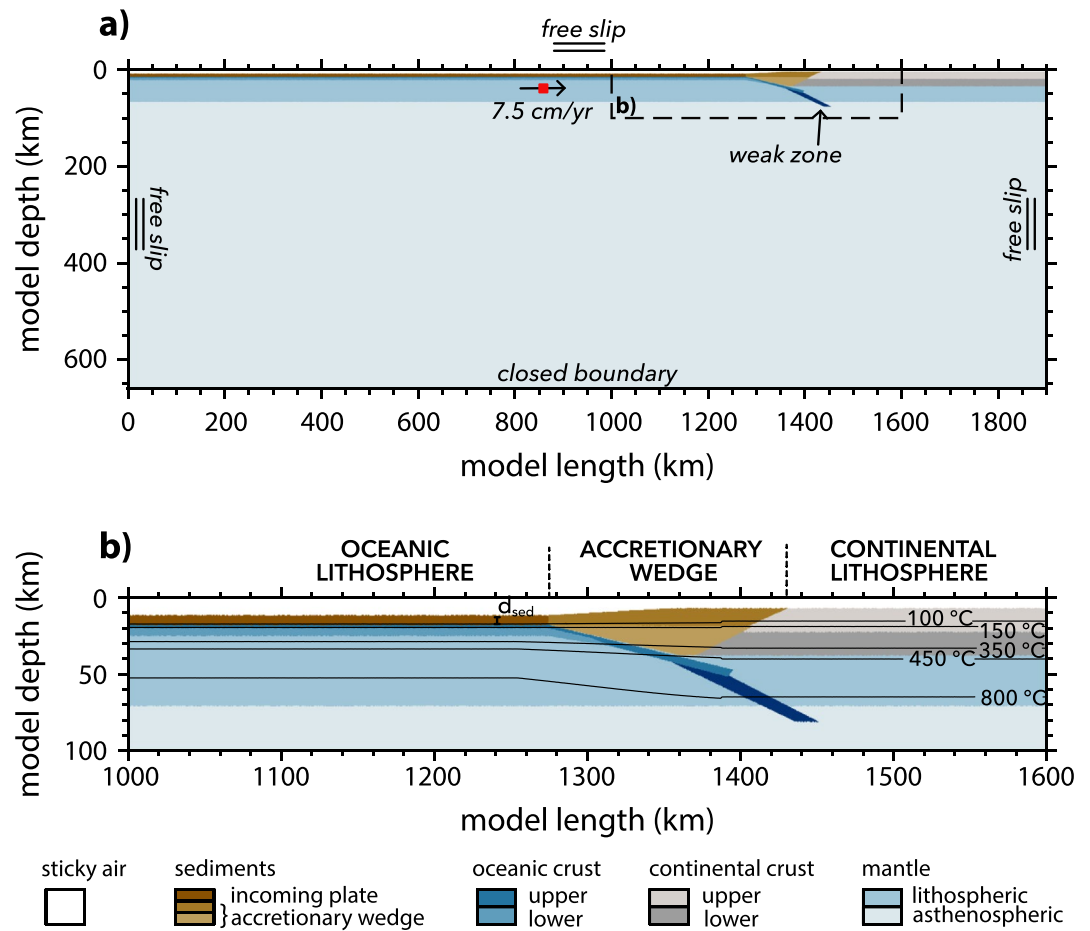 a)
free slip
0
200
400
600
model depth (km)
7.5 cm/yr
b)
weak zone
free slip
free slip
closed boundary
0 200 400 600 800 1000 1200 1400 1600 1800
model length (km)
b)
OCEANIC LITHOSPHERE
ACCRETIONARY WEDGE
CONTINENTAL LITHOSPHERE
0
50
100
model depth (km)
dsed
100 °C
150 °C
350 °C
450 °C
800 °C
1000 1100 1200 1300 1400 1500 1600
model length (km)
sticky air
sediments
incoming plate
accretionary wedge
oceanic crust
upper
lower
continental crust
upper
lower
mantle
lithospheric
asthenospheric